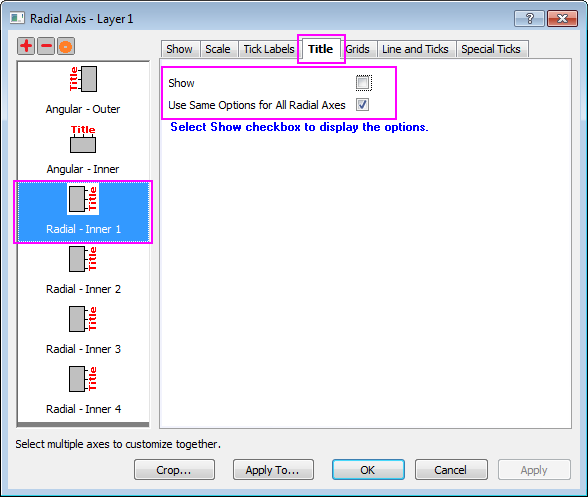 Radial Axis - Layer1
Show Scale Tick Labels Title Grids Line and Ticks Special Ticks
Title
Angular - Outer
Title
Angular - Inner
Title
Radial - Inner 1
Title
Radial - Inner 2
Title
Radial - Inner 3
Title
Radial - Inner 4
Show
Use Same Options for All Radial Axes
Select Show checkbox to display the options.
Select multiple axes to customize together.
Crop... Apply To... OK Cancel Apply